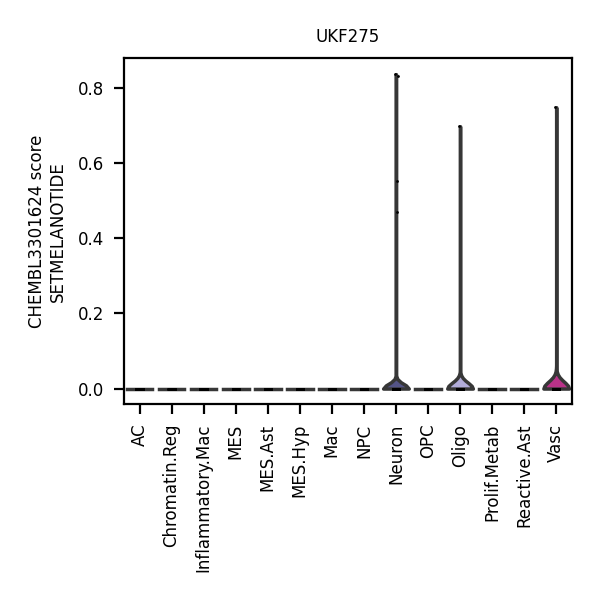 UKF275
CHEMBL3301624 score
SETMELANOTIDE
0.8
0.6
0.4
0.2
0.0
AC
Chromatin.Reg
Inflammatory.Mac
MES
MES.Ast
MES.Hyp
Mac
NPC
Neuron
OPC
Oligo
Prolif.Metab
Reactive.Ast
Vasc